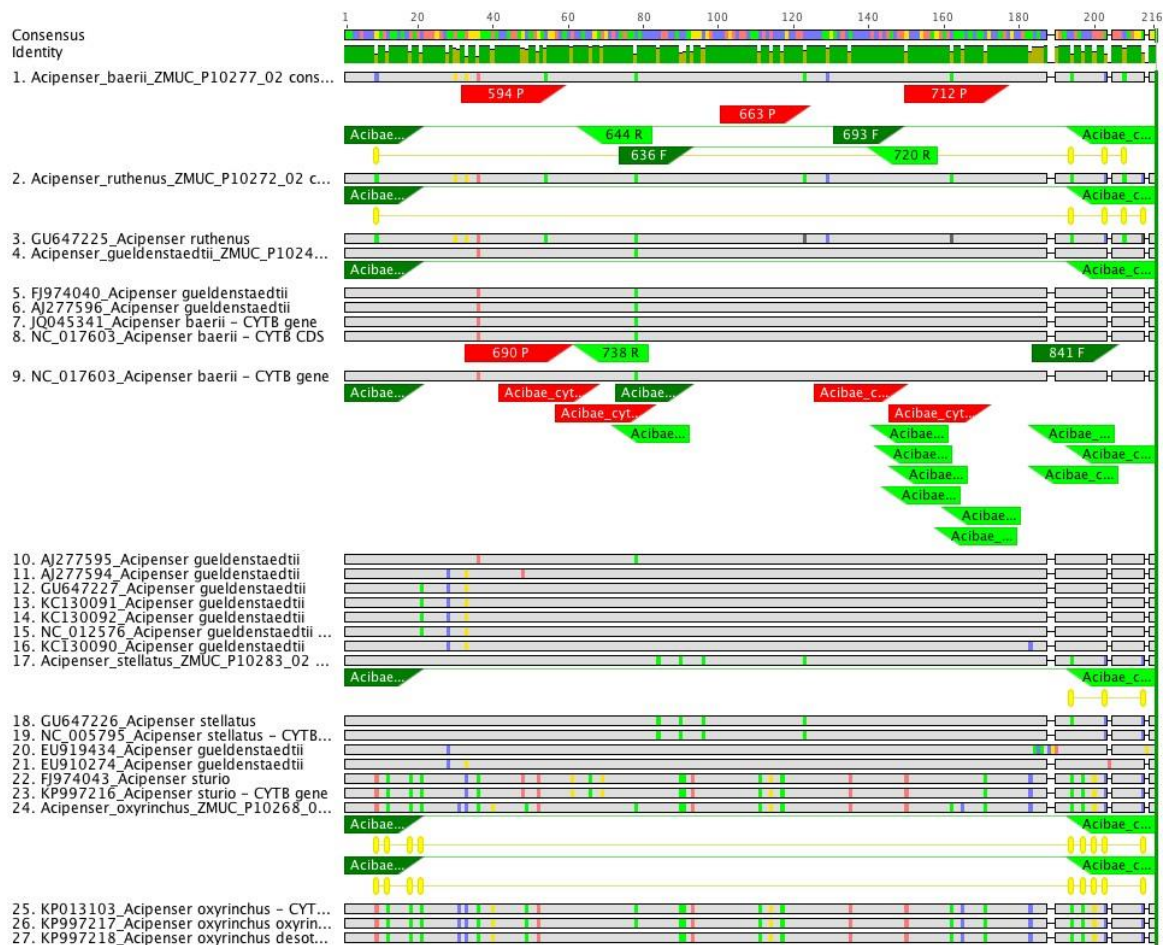 1 20 40 60 80 100 120 140 160 180 200 216
Consensus
Identity
1. Acipenser_baerii_ZMUC_P10277_02 cons...
594 P 712 P
663 P
Acibae... 644 R 693 F Acibae_c...
636 F 720 R
2. Acipenser_ruthenus_ZMUC_P10272_02 c...
Acibae... Acibae_c...
3. GU647225_Acipenser ruthenus
4. Acipenser_gueldenstaedtii_ZMUC_P1024...
Acibae... Acibae_c...
5. FJ974040_Acipenser gueldenstaedtii
6. AJ277596_Acipenser gueldenstaedtii
7. JQ045341_Acipenser baerii - CYTB gene
8. NC_017603_Acipenser baerii - CYTB CDS
690 P 738 R 841 F
9. NC_017603_Acipenser baerii - CYTB gene
Acibae... Acibae_cyt... Acibae... Acibae_c...
Acibae_cyt... Acibae_cyt...
Acibae... Acibae... Acibae_...
Acibae... Acibae_c...
Acibae... Acibae_c...
Acibae...
Acibae...
Acibae_...
10. AJ277595_Acipenser gueldenstaedtii
11. AJ277594_Acipenser gueldenstaedtii
12. GU647227_Acipenser gueldenstaedtii
13. KC130091_Acipenser gueldenstaedtii
14. KC130092_Acipenser gueldenstaedtii
15. NC_012576_Acipenser gueldenstaedtii ...
16. KC130090_Acipenser gueldenstaedtii
17. Acipenser_stellatus_ZMUC_P10283_02 ...
Acibae... Acibae_c...
18. GU647226_Acipenser stellatus
19. NC_005795_Acipenser stellatus - CYTB...
20. EU919434_Acipenser gueldenstaedtii
21. EU910274_Acipenser gueldenstaedtii
22. FJ974043_Acipenser sturio
23. KP997216_Acipenser sturio - CYTB gene
24. Acipenser_oxyrinchus_ZMUC_P10268_0...
Acibae... Acibae_c...
Acibae... Acibae_c...
25. KP013103_Acipenser oxyrinchus - CYT...
26. KP997217_Acipenser oxyrinchus oxyrin...
27. KP997218_Acipenser oxyrinchus desot...